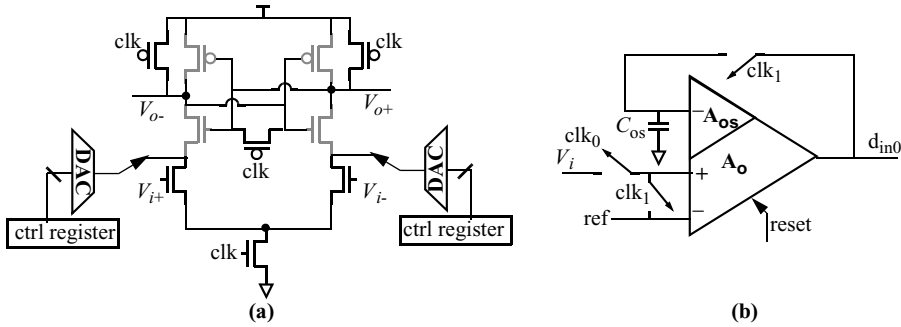 clk
clk
V_o-
V_o+
DAC
DAC
clk
V_i+
V_i-
ctrl register
ctrl register
clk
(a)
clk_1
C_os
A_os
−
clk_0
V_i
A_o
+
d_in0
clk_1
−
ref
reset
(b)